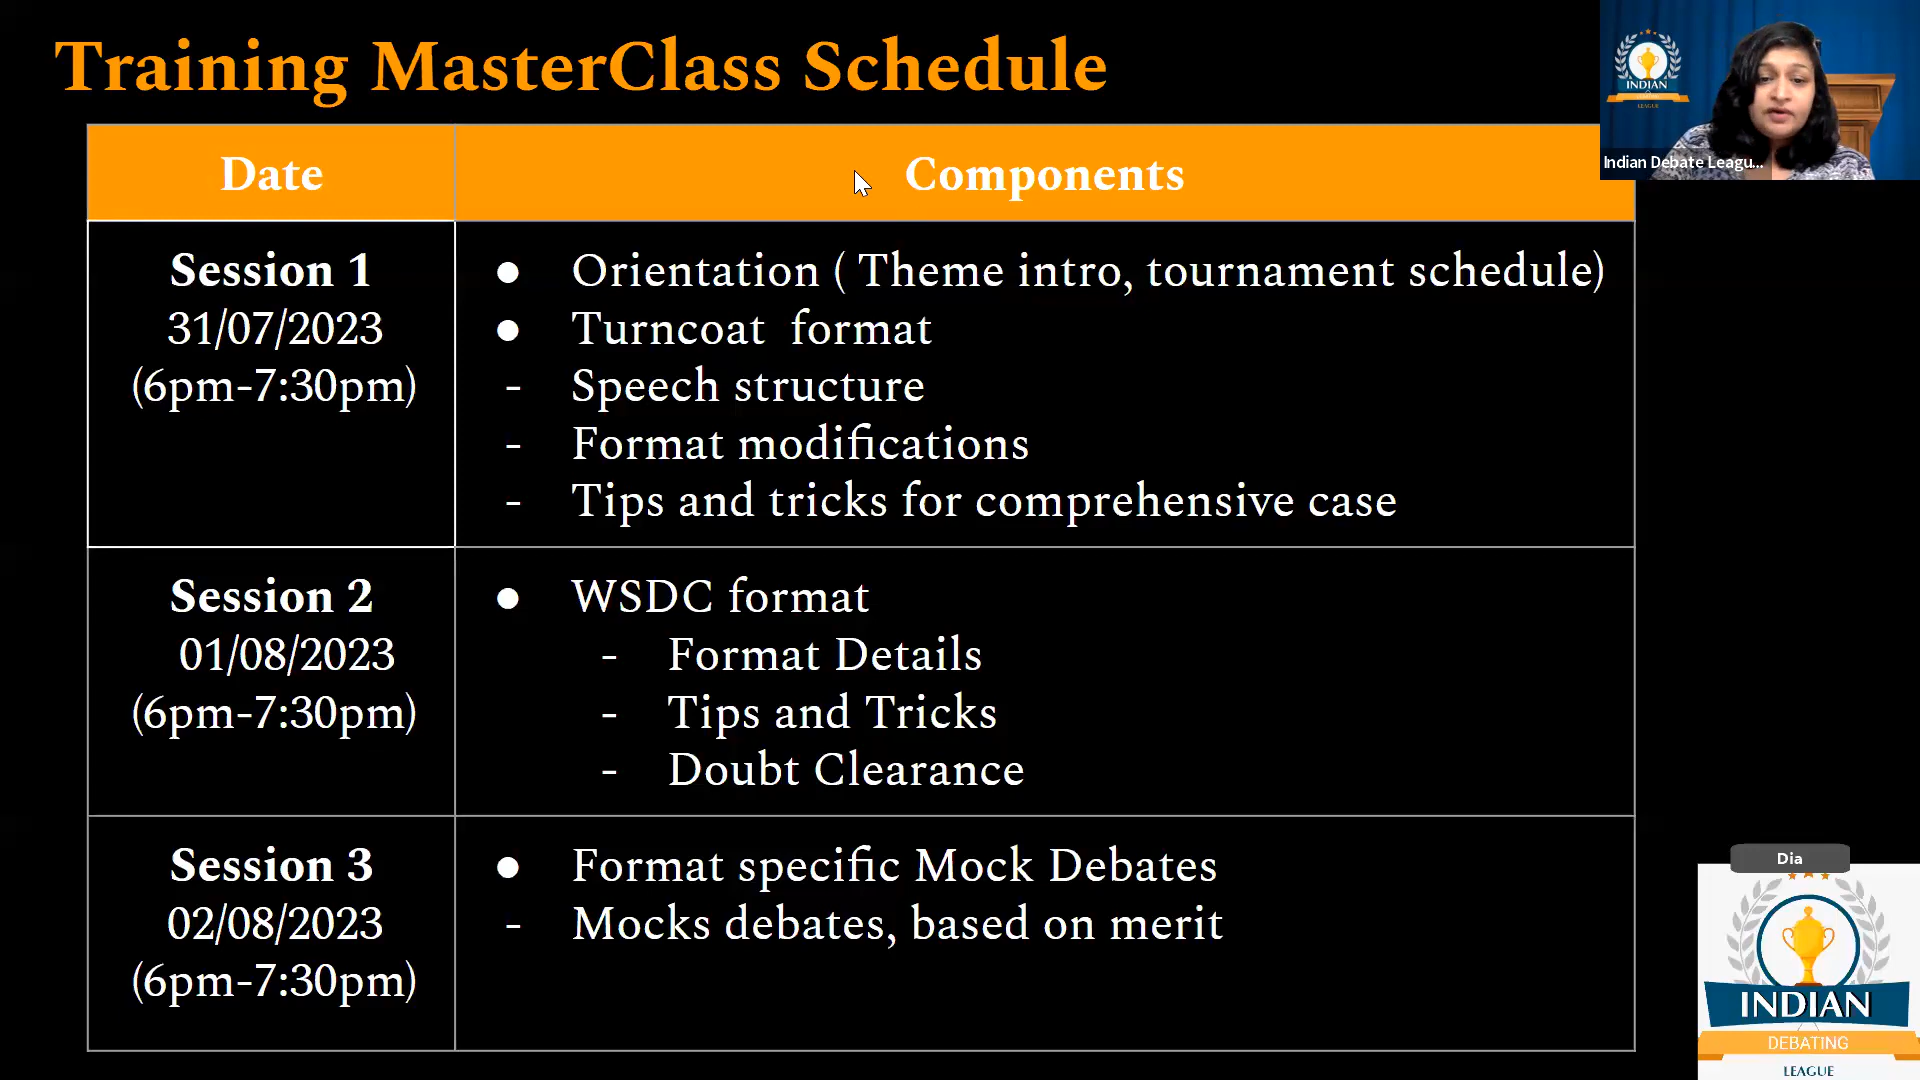 Training MasterClass Schedule
Date
Components
Session 1
31/07/2023
(6pm-7:30pm)
● Orientation ( Theme intro, tournament schedule)
● Turncoat format
- Speech structure
- Format modifications
- Tips and tricks for comprehensive case
Session 2
01/08/2023
(6pm-7:30pm)
● WSDC format
- Format Details
- Tips and Tricks
- Doubt Clearance
Session 3
02/08/2023
(6pm-7:30pm)
● Format specific Mock Debates
- Mocks debates, based on merit
INDIAN
LEAGUE
Indian Debate Leagu...
Dia
INDIAN
DEBATING
LEAGUE